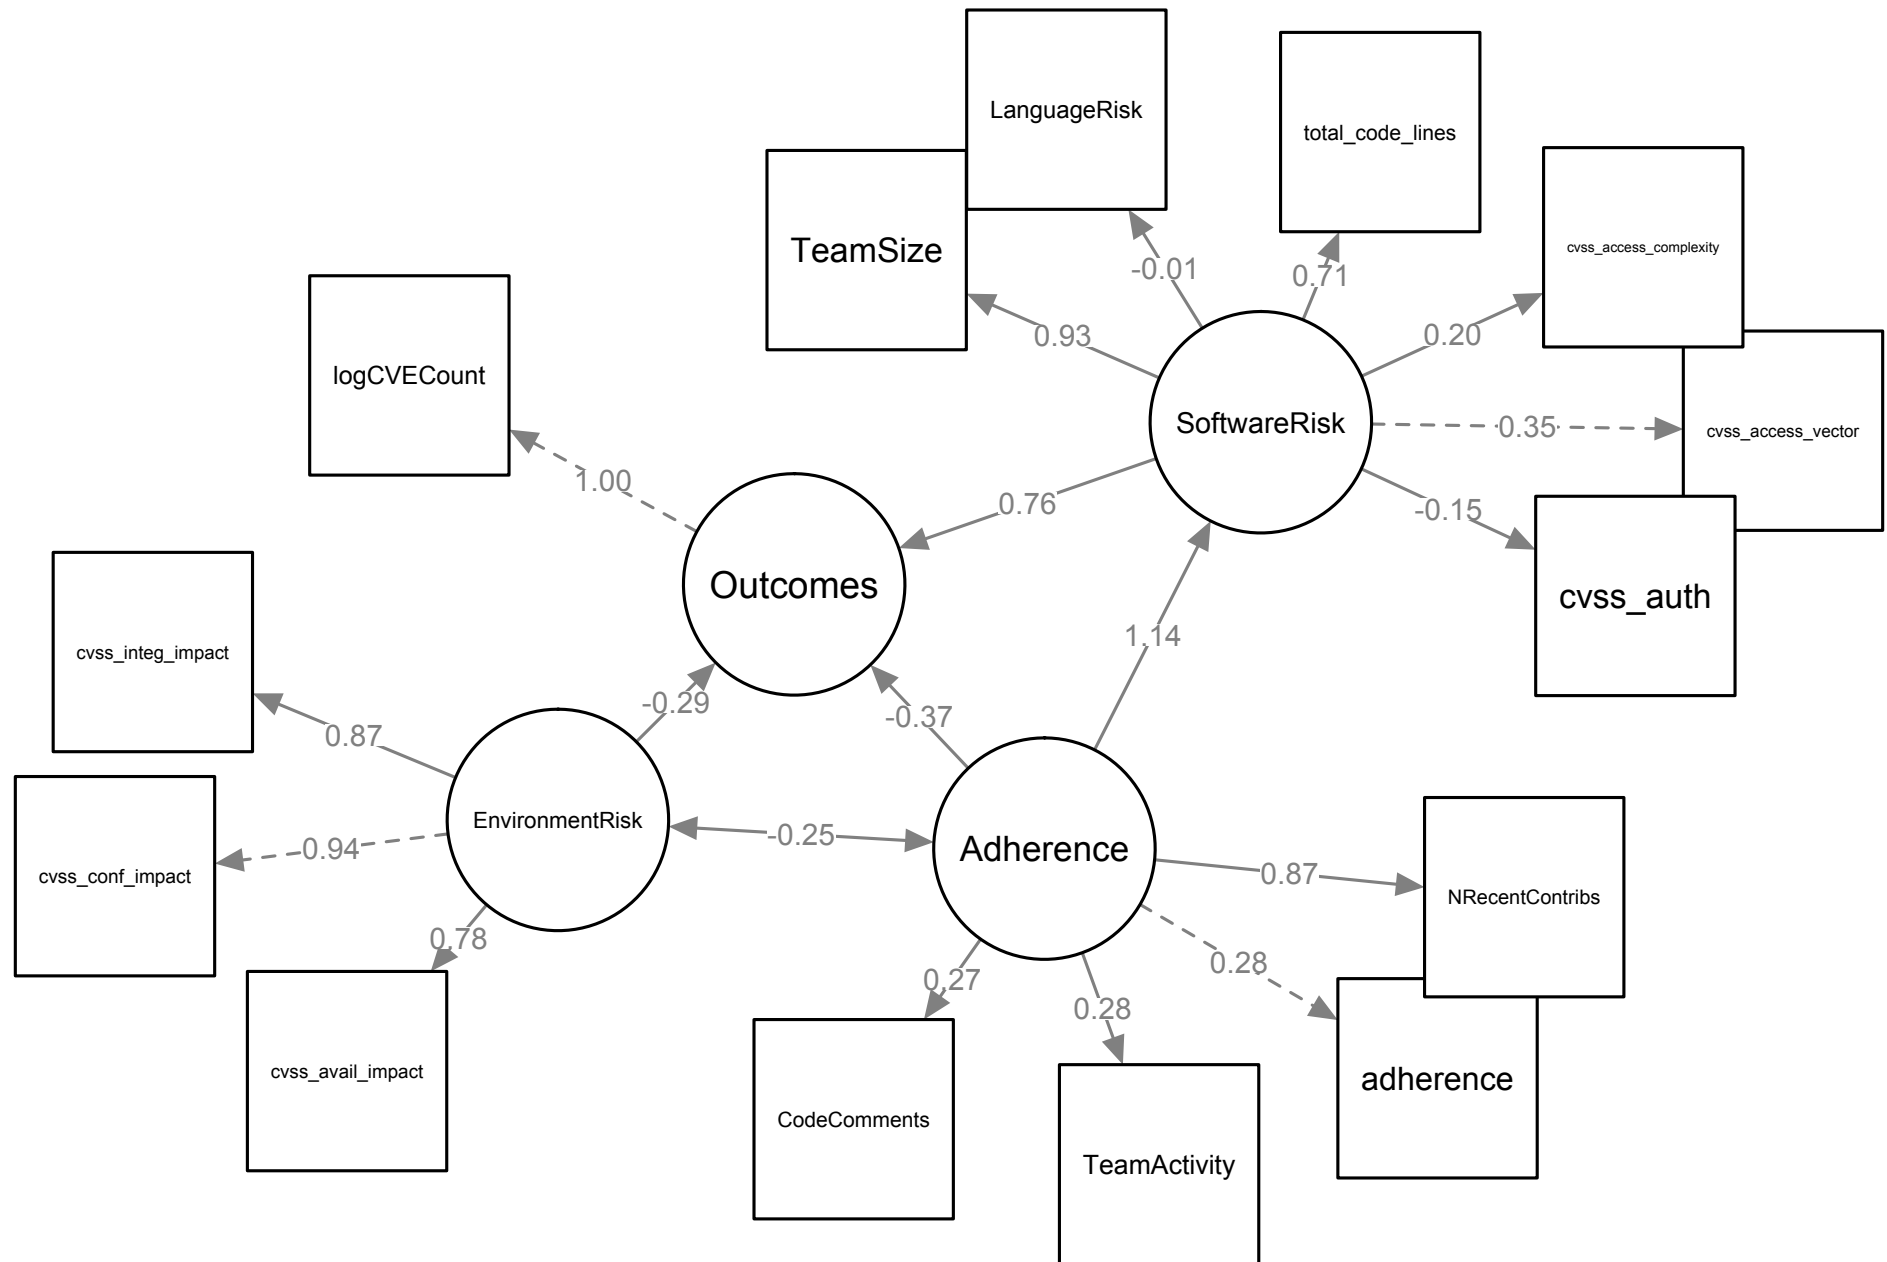 LanguageRisk
total_code_lines
TeamSize
cvss_access_complexity
-0.01
0.71
0.93
0.20
logCVECount
SoftwareRisk
0.35
cvss_access_vector
1.00
0.76
-0.15
Outcomes
cvss_auth
1.14
cvss_integ_impact
-0.29
-0.37
0.87
EnvironmentRisk
-0.25
Adherence
0.94
cvss_conf_impact
0.87
NRecentContribs
0.78
0.28
0.27
0.28
cvss_avail_impact
adherence
CodeComments
TeamActivity